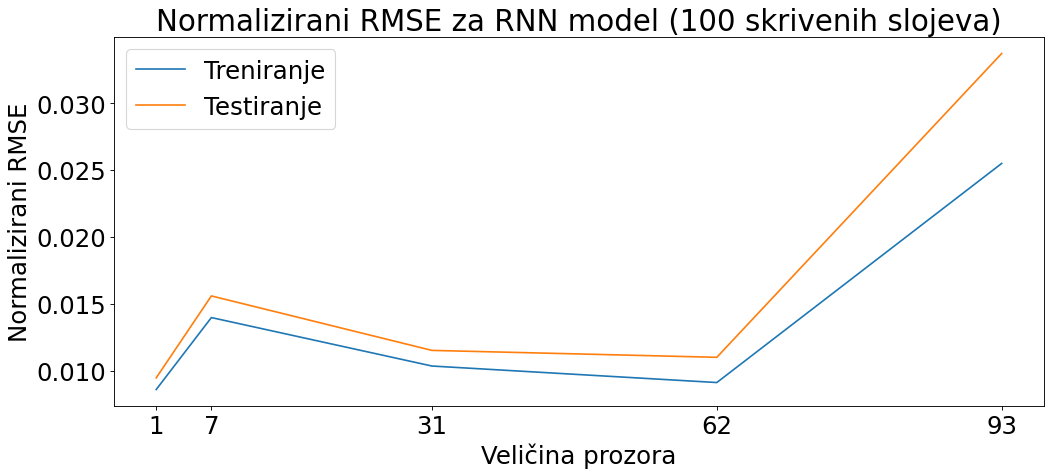 Normalizirani RMSE za RNN model (100 skrivenih slojeva)
Treniranje
Testiranje
Normalizirani RMSE
0.030
0.025
0.020
0.015
0.010
1 7 31 62 93
Veličina prozora